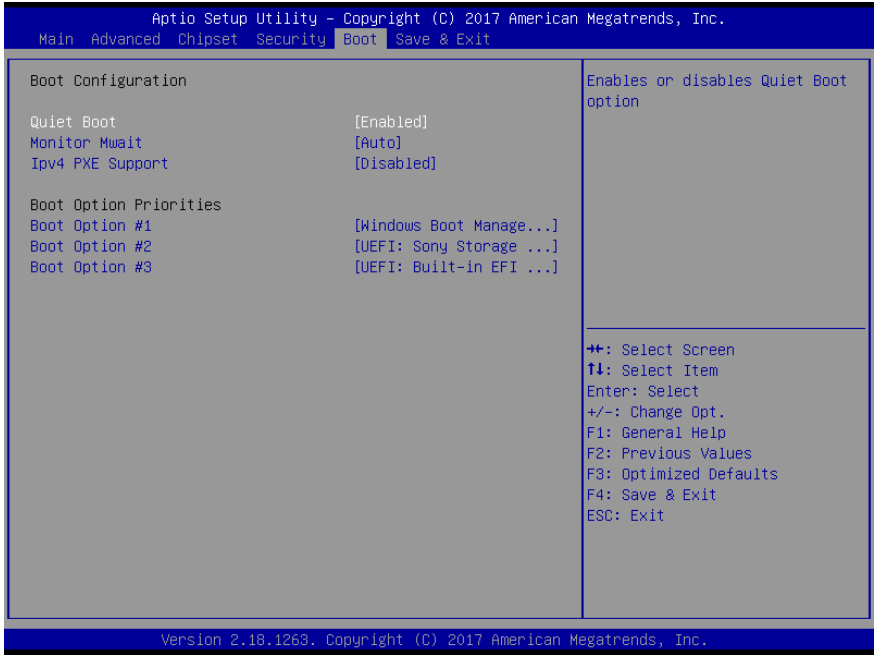 Aptio Setup Utility – Copyright (C) 2017 American Megatrends, Inc.
Main Advanced Chipset Security Boot Save & Exit
Boot Configuration
Quiet Boot [Enabled]
Monitor Mwait [Auto]
Ipv4 PXE Support [Disabled]
Boot Option Priorities
Boot Option #1 [Windows Boot Manage...]
Boot Option #2 [UEFI: Sony Storage ...]
Boot Option #3 [UEFI: Built-in EFI ...]
Enables or disables Quiet Boot
option
→←: Select Screen
↑↓: Select Item
Enter: Select
+/-: Change Opt.
F1: General Help
F2: Previous Values
F3: Optimized Defaults
F4: Save & Exit
ESC: Exit
Version 2.18.1263. Copyright (C) 2017 American Megatrends, Inc.